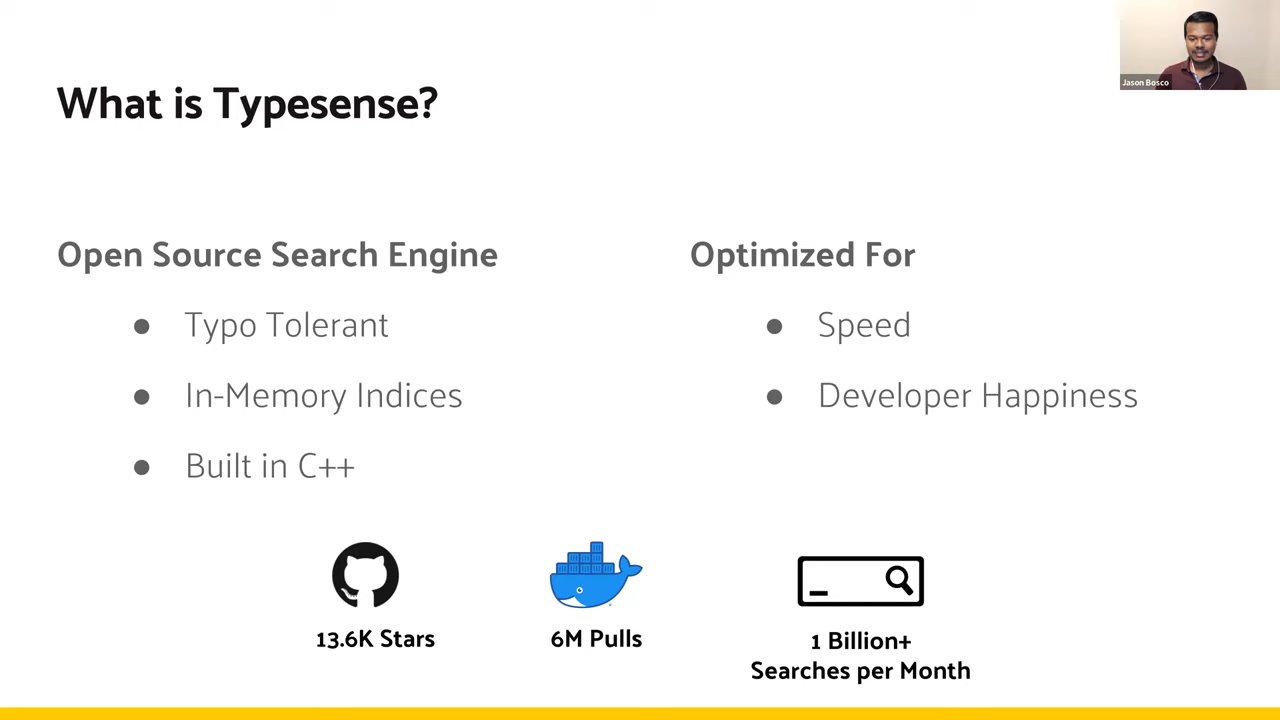 Jason Bosco
What is Typesense?
Open Source Search Engine
● Typo Tolerant
● In-Memory Indices
● Built in C++
Optimized For
● Speed
● Developer Happiness
13.6K Stars
6M Pulls
1 Billion+
Searches per Month